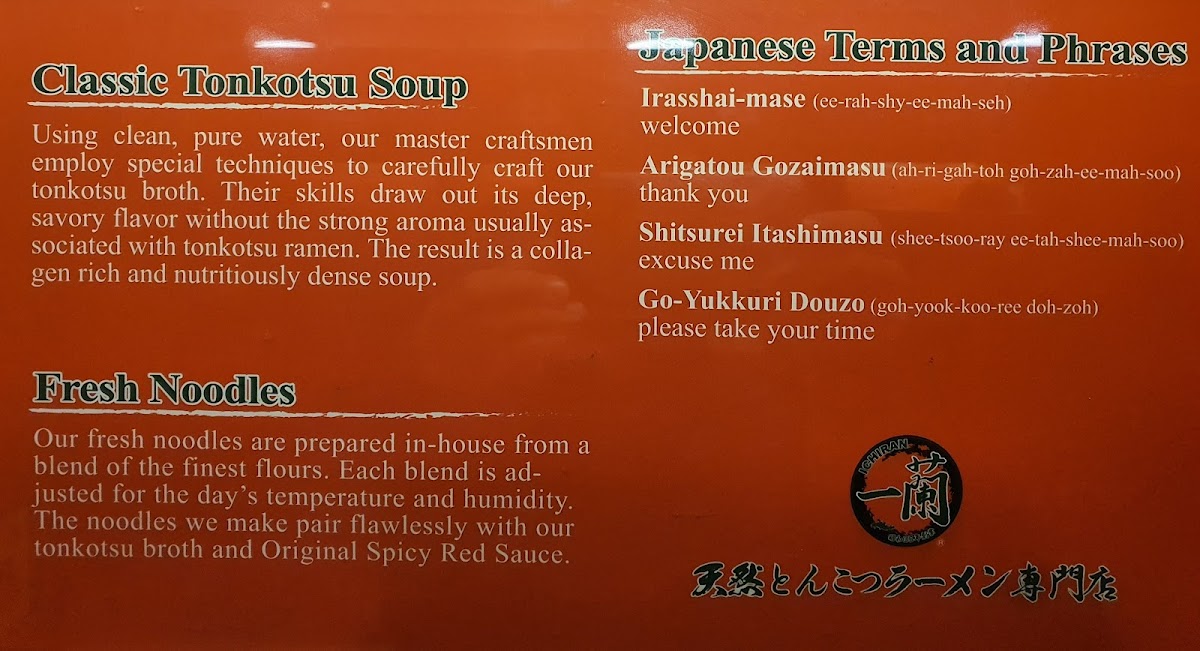 Classic Tonkotsu Soup
Using clean, pure water, our master craftsmen
employ special techniques to carefully craft our
tonkotsu broth. Their skills draw out its deep,
savory flavor without the strong aroma usually as-
sociated with tonkotsu ramen. The result is a colla-
gen rich and nutritiously dense soup.
Fresh Noodles
Our fresh noodles are prepared in-house from a
blend of the finest flours. Each blend is ad-
justed for the day's temperature and humidity.
The noodles we make pair flawlessly with our
tonkotsu broth and Original Spicy Red Sauce.
Japanese Terms and Phrases
Irasshai-mase (ee-rah-shy-ee-mah-seh)
welcome
Arigatou Gozaimasu (ah-ri-gah-toh goh-zah-ee-mah-soo)
thank you
Shitsurei Itashimasu (shee-tsoo-ray ee-tah-shee-mah-soo)
excuse me
Go-Yukkuri Douzo (goh-yook-koo-ree doh-zoh)
please take your time
ICHIRAN
一蘭
®
天然とんこつラーメン専門店